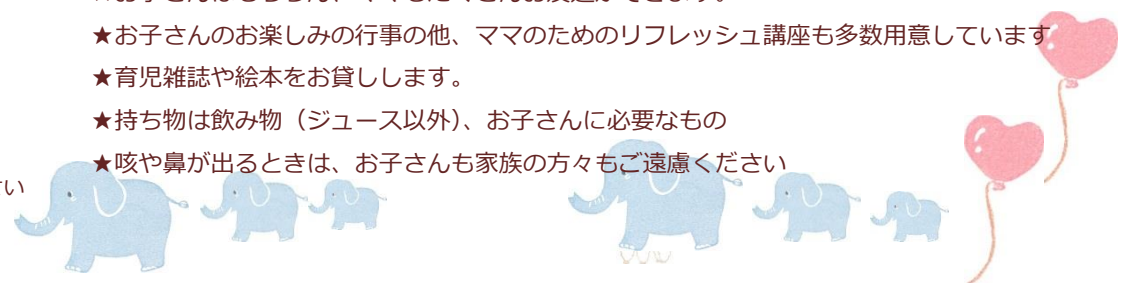 ★お子さんのお楽しみの行事の他、ママのためのリフレッシュ講座も多数用意しています
★育児雑誌や絵本をお貸しします。
★持ち物は飲み物（ジュース以外）、お子さんに必要なもの
★咳や鼻が出るときは、お子さんも家族の方々もご遠慮ください
い